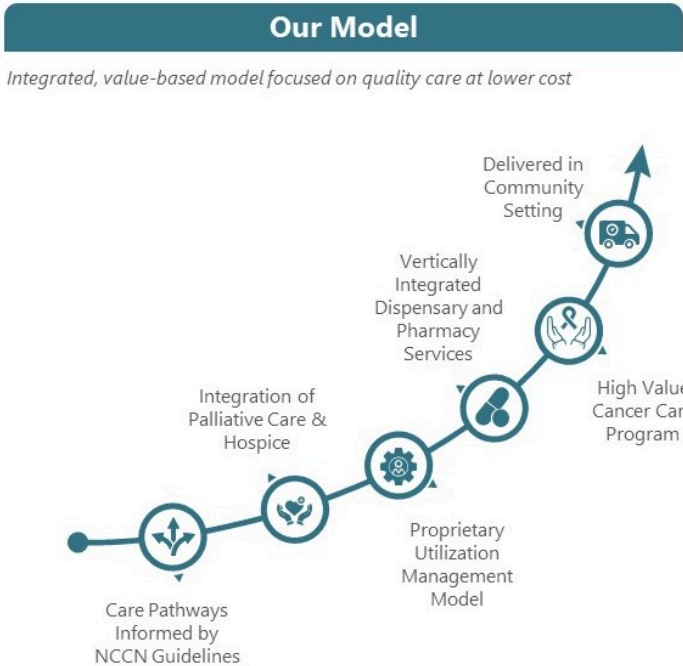 Our Model
Integrated, value-based model focused on quality care at lower cost
Delivered in
Community
Setting
Vertically
Integrated
Dispensary and
Pharmacy
Services
High Value
Cancer Car
Program
Integration of
Palliative Care &
Hospice
Proprietary
Utilization
Management
Model
Care Pathways
Informed by
NCCN Guidelines